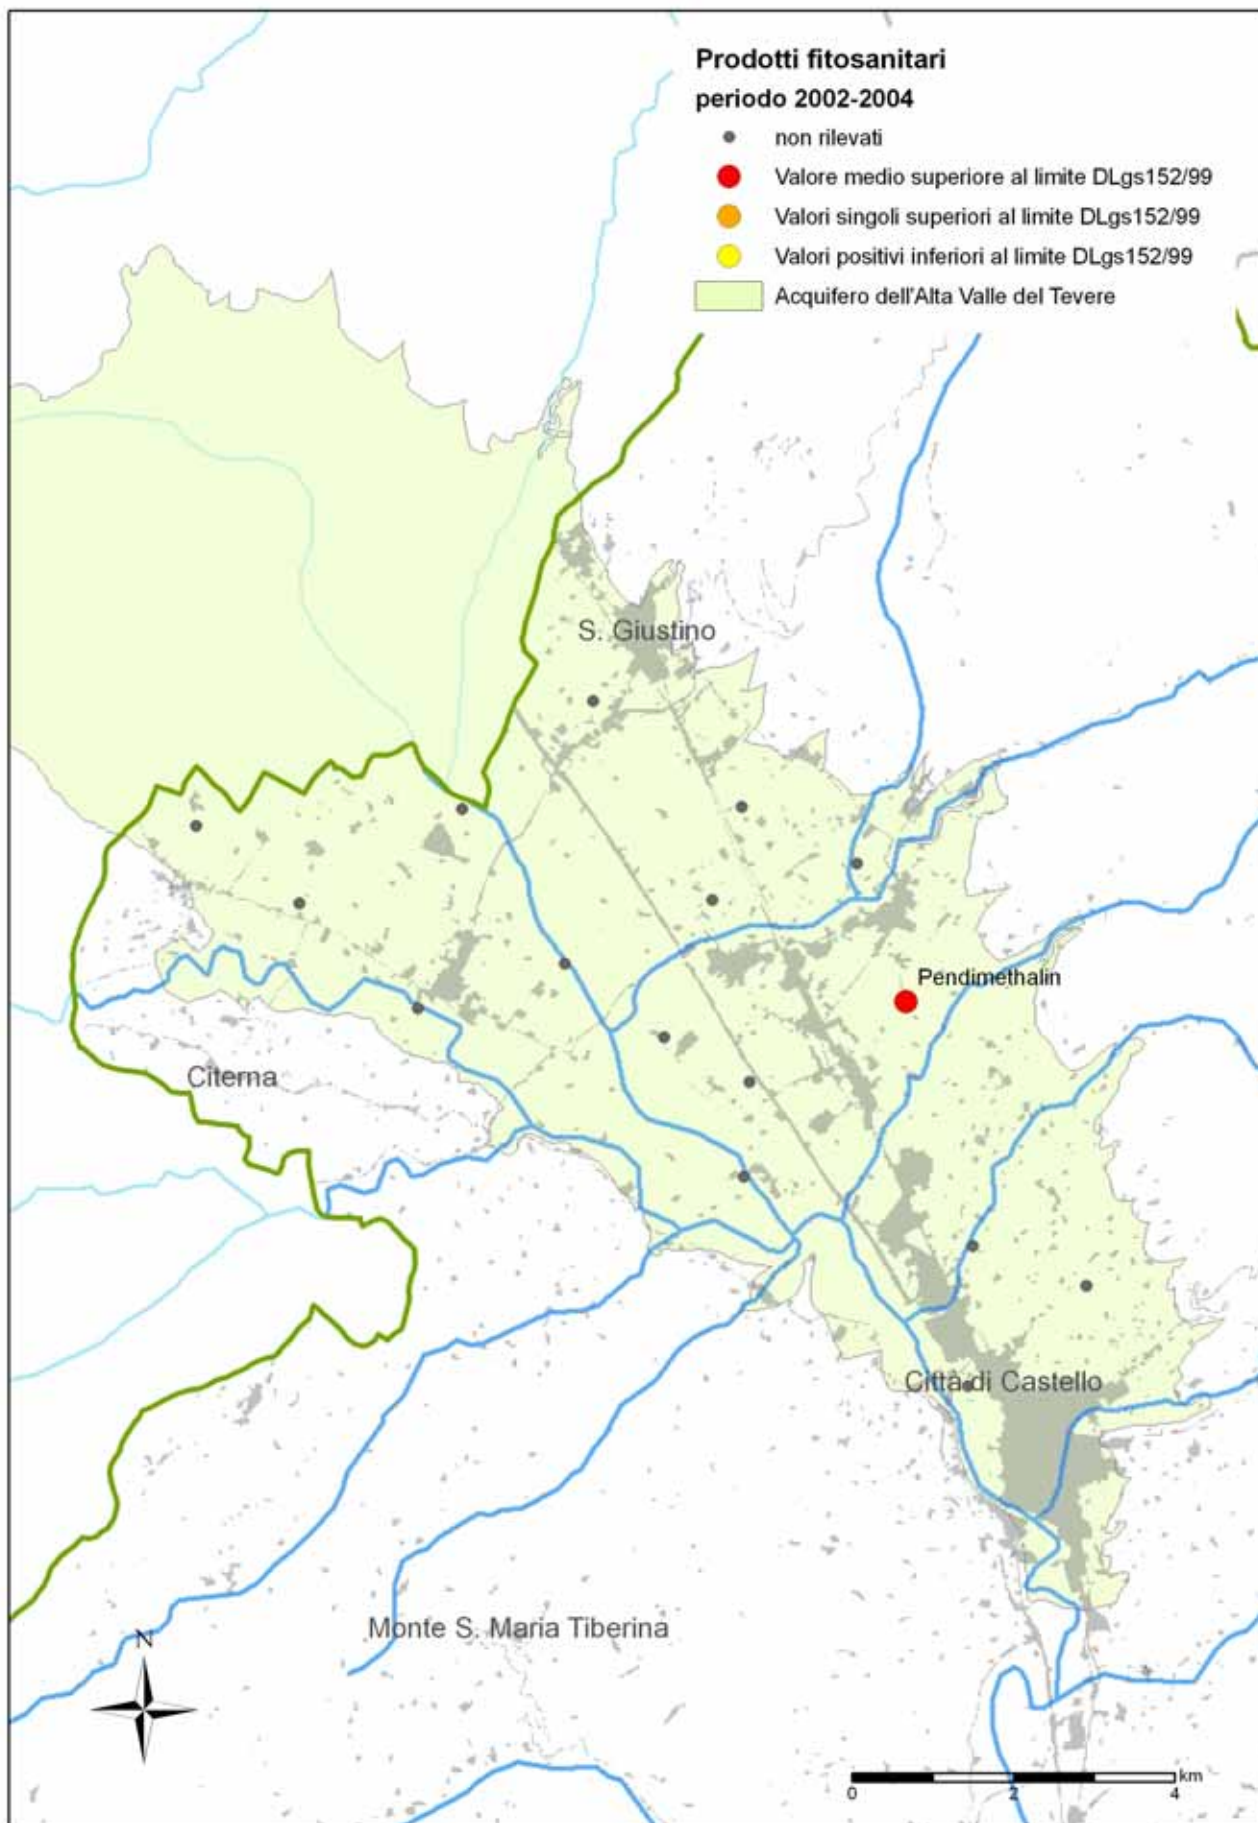 Prodotti fitosanitari
periodo 2002-2004
non rilevati
Valore medio superiore al limite DLgs152/99
Valori singoli superiori al limite DLgs152/99
Valori positivi inferiori al limite DLgs152/99
Acquifero dell'Alta Valle del Tevere
S. Giustino
Pendimethalin
Citerna
Città di Castello
Monte S. Maria Tiberina
N
km
0 2 4